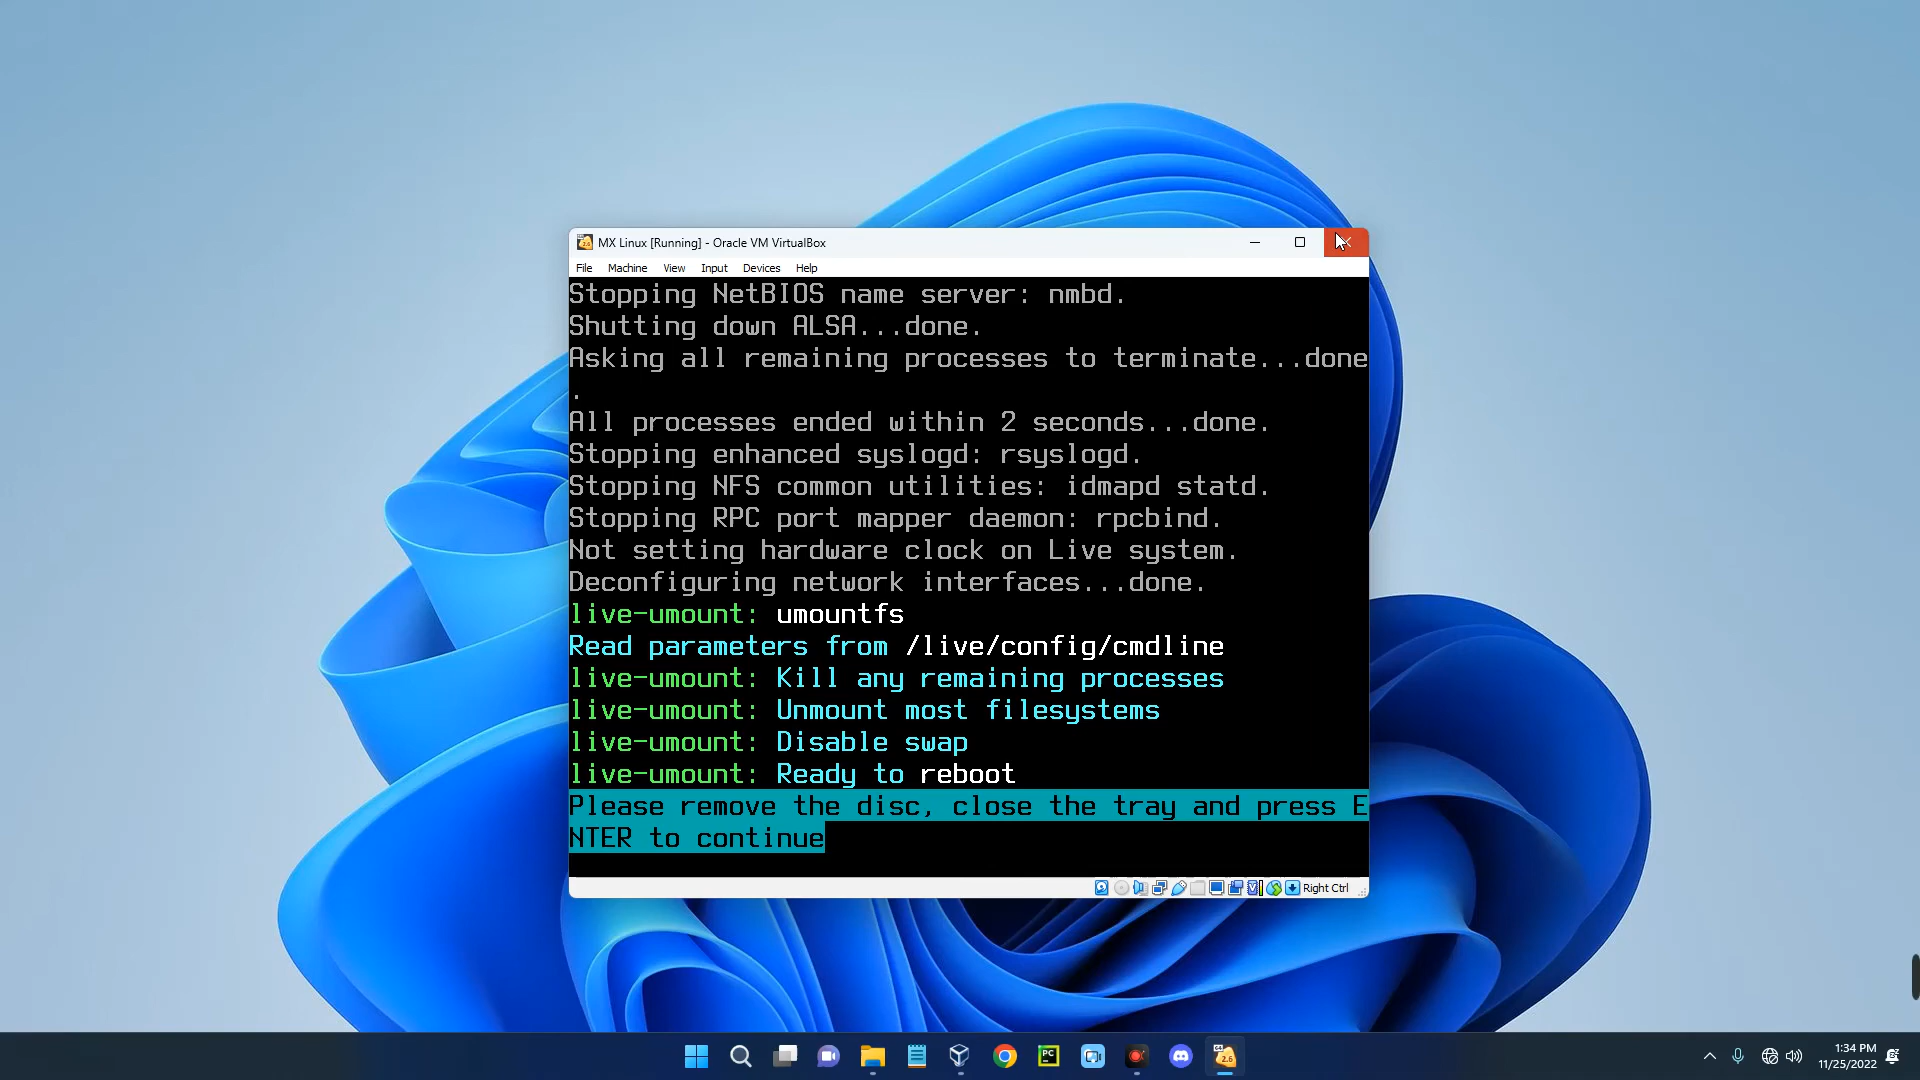 MX Linux [Running] - Oracle VM VirtualBox
File Machine View Input Devices Help
Stopping NetBIOS name server: nmbd.
Shutting down ALSA...done.
Asking all remaining processes to terminate...done
.
All processes ended within 2 seconds...done.
Stopping enhanced syslogd: rsyslogd.
Stopping NFS common utilities: idmapd statd.
Stopping RPC port mapper daemon: rpcbind.
Not setting hardware clock on Live system.
Deconfiguring network interfaces...done.
live-umount: umountfs
Read parameters from /live/config/cmdline
live-umount: Kill any remaining processes
live-umount: Unmount most filesystems
live-umount: Disable swap
live-umount: Ready to reboot
Please remove the disc, close the tray and press E
NTER to continue
Right Ctrl
PC
2.6
1:34 PM
11/25/2022